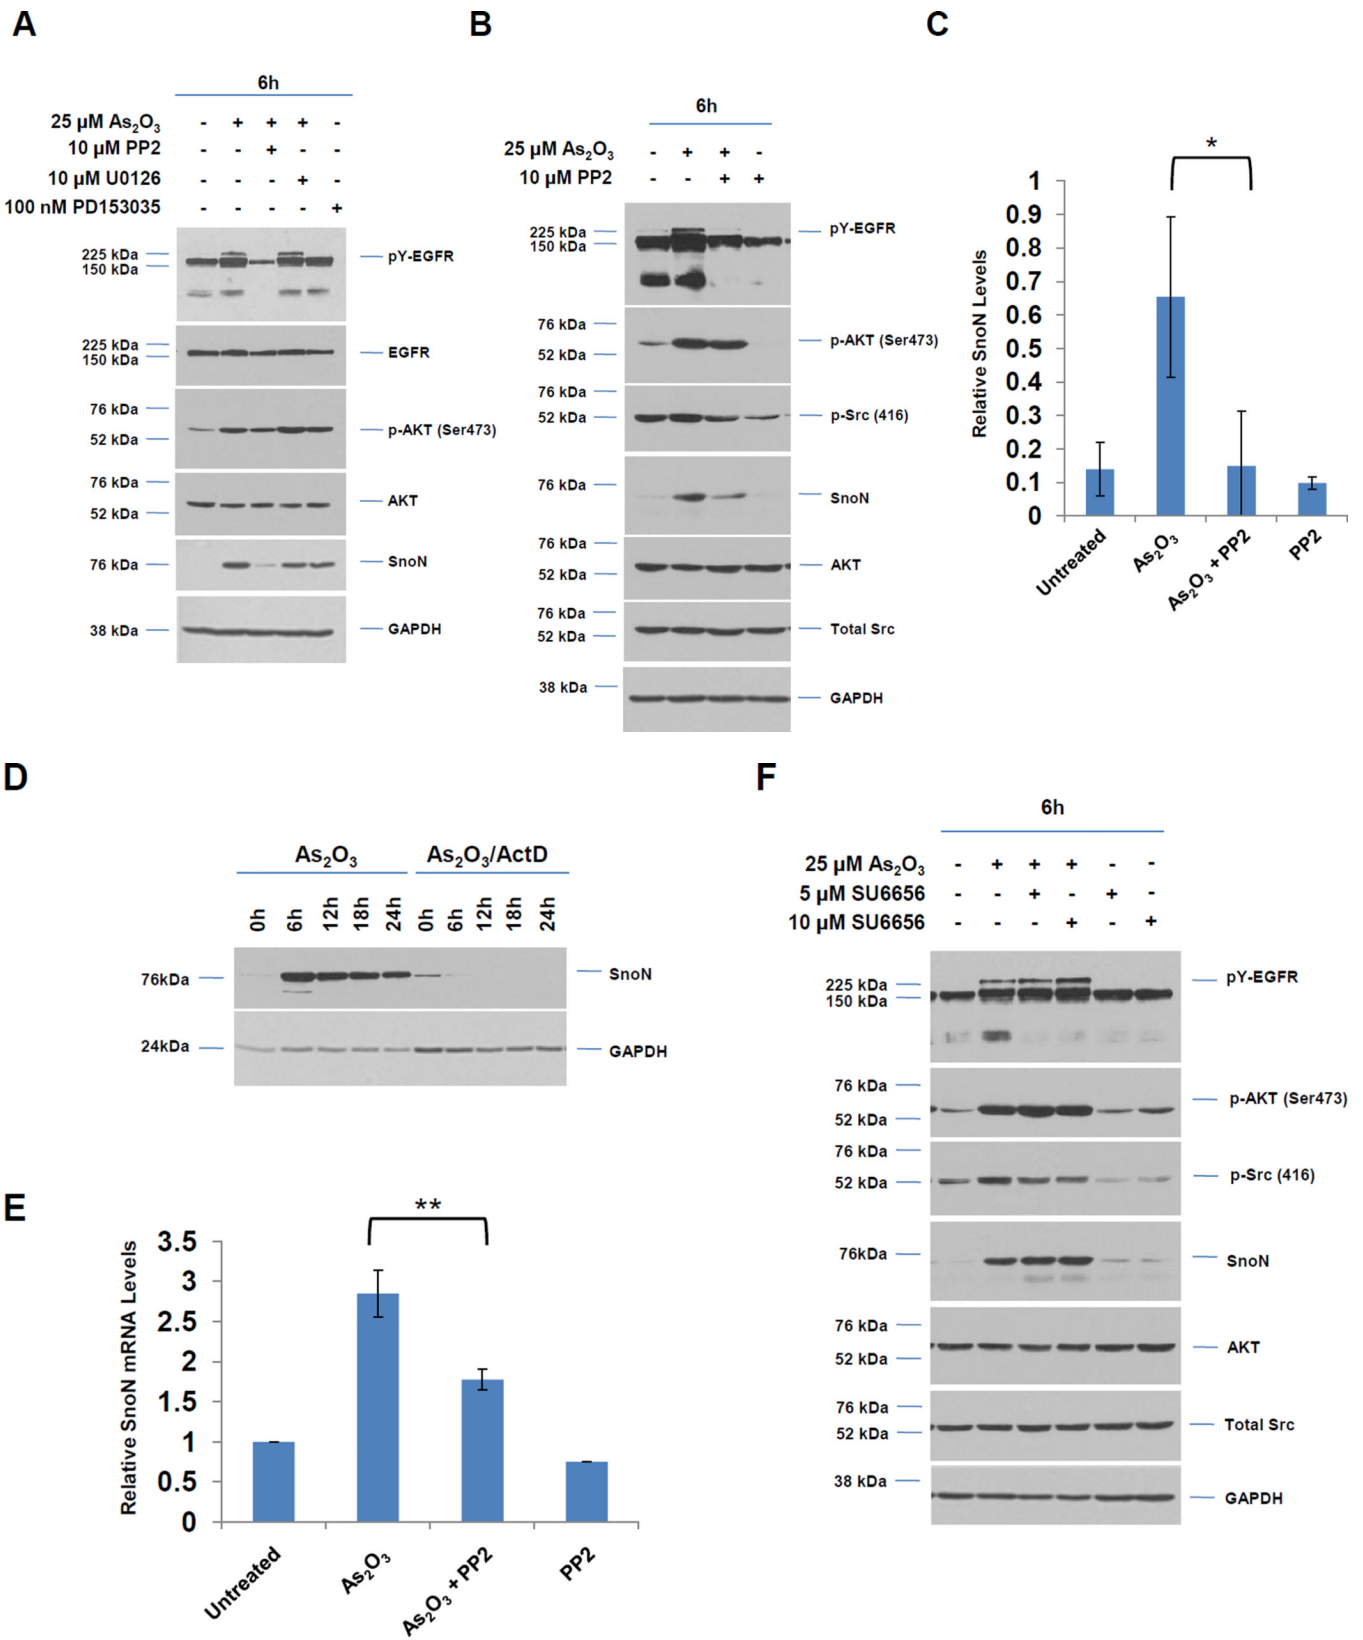 A
6h
25 µM As₂O₃ - + + + -
10 µM PP2 - - + - -
10 µM U0126 - - - + -
100 nM PD153035 - - - - +
225 kDa
150 kDa
pY-EGFR
225 kDa
150 kDa
EGFR
76 kDa
52 kDa
p-AKT (Ser473)
76 kDa
52 kDa
AKT
76 kDa
SnoN
38 kDa
GAPDH
B
6h
25 µM As₂O₃ - + + -
10 µM PP2 - - + +
225 kDa
150 kDa
pY-EGFR
76 kDa
52 kDa
p-AKT (Ser473)
76 kDa
52 kDa
p-Src (416)
76 kDa
SnoN
76 kDa
52 kDa
AKT
76 kDa
52 kDa
Total Src
38 kDa
GAPDH
C
*
Relative SnoN Levels
1
0.9
0.8
0.7
0.6
0.5
0.4
0.3
0.2
0.1
0
Untreated
As₂O₃
As₂O₃ + PP2
PP2
D
As₂O₃ As₂O₃/ActD
0h 6h 12h 18h 24h 0h 6h 12h 18h 24h
76kDa
SnoN
24kDa
GAPDH
E
**
Relative SnoN mRNA Levels
3.5
3
2.5
2
1.5
1
0.5
0
Untreated
As₂O₃
As₂O₃ + PP2
PP2
F
6h
25 µM As₂O₃ - + + + - -
5 µM SU6656 - - + - + -
10 µM SU6656 - - - + - +
225 kDa
150 kDa
pY-EGFR
76 kDa
52 kDa
p-AKT (Ser473)
76 kDa
52 kDa
p-Src (416)
76kDa
SnoN
76 kDa
52 kDa
AKT
76 kDa
52 kDa
Total Src
38 kDa
GAPDH